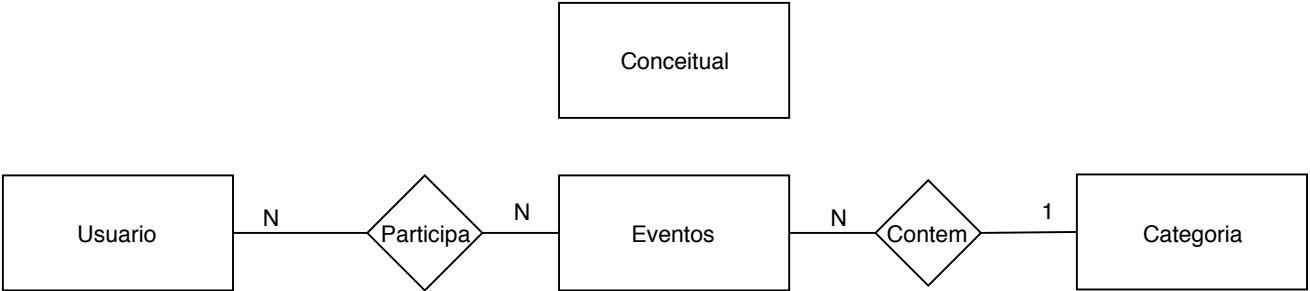 Conceitual
Usuario
N
Participa
N
Eventos
N
Contem
1
Categoria